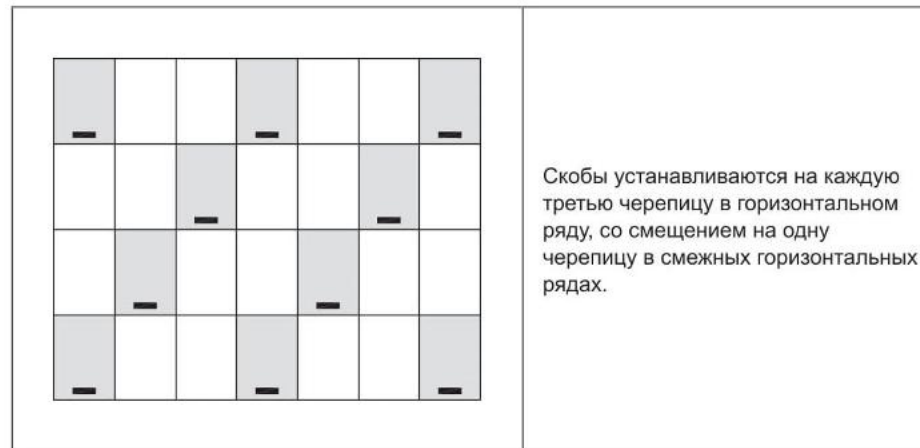 Скобы устанавливаются на каждую
третью черепицу в горизонтальном
ряду, со смещением на одну
черепицу в смежных горизонтальных
рядах.